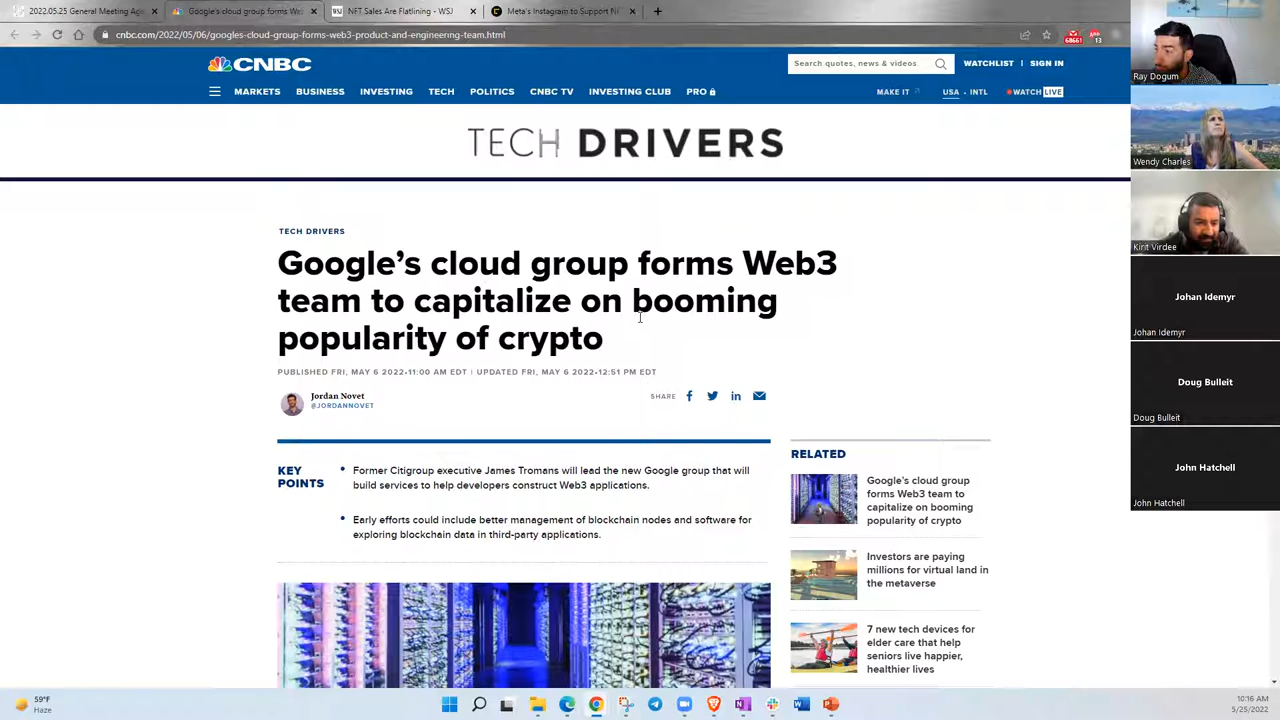 2022.05.25 General Meeting Age
Google's cloud group forms We
NFT Sales Are Flatlining - WSJ
Meta's Instagram to Support NF
cnbc.com/2022/05/06/googles-cloud-group-forms-web3-product-and-engineering-team.html
68661
13
CNBC
Search quotes, news & videos
WATCHLIST | SIGN IN
MARKETS BUSINESS INVESTING TECH POLITICS CNBC TV INVESTING CLUB PRO
MAKE IT USA • INTL WATCH LIVE
TECH DRIVERS
TECH DRIVERS
Google's cloud group forms Web3
team to capitalize on booming
popularity of crypto
PUBLISHED FRI, MAY 6 2022•11:00 AM EDT | UPDATED FRI, MAY 6 2022•12:51 PM EDT
Jordan Novet
@JORDANNOVET
SHARE
KEY
POINTS
• Former Citigroup executive James Tromans will lead the new Google group that will
build services to help developers construct Web3 applications.
• Early efforts could include better management of blockchain nodes and software for
exploring blockchain data in third-party applications.
RELATED
Google's cloud group
forms Web3 team to
capitalize on booming
popularity of crypto
Investors are paying
millions for virtual land in
the metaverse
7 new tech devices for
elder care that help
seniors live happier,
healthier lives
Ray Dogum
Wendy Charles
Kirit Virdee
Johan Idemyr
Johan Idemyr
Doug Bulleit
Doug Bulleit
John Hatchell
John Hatchell
59°F
Haze
10:16 AM
5/25/2022